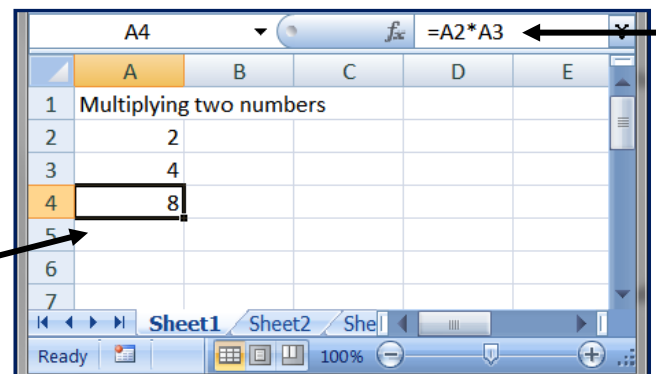 A4 fx =A2*A3
A B C D E
1 Multiplying two numbers
2 2
3 4
4 8
5
6
7
Sheet1 Sheet2 She
Ready 100%